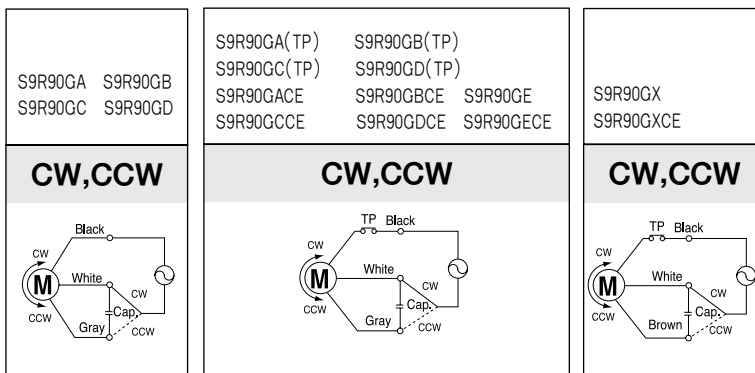 S9R90GA S9R90GB
S9R90GC S9R90GD
CW,CCW
Black
CW
M
White
CW
CCW
Cap.
Gray
CCW
S9R90GA(TP) S9R90GB(TP)
S9R90GC(TP) S9R90GD(TP)
S9R90GACE S9R90GBCE S9R90GE
S9R90GCCE S9R90GDCE S9R90GECE
CW,CCW
TP Black
CW
M
White
CW
CCW
Cap.
Gray
CCW
S9R90GX
S9R90GXCE
CW,CCW
TP Black
CW
M
White
CW
CCW
Cap.
Brown
CCW